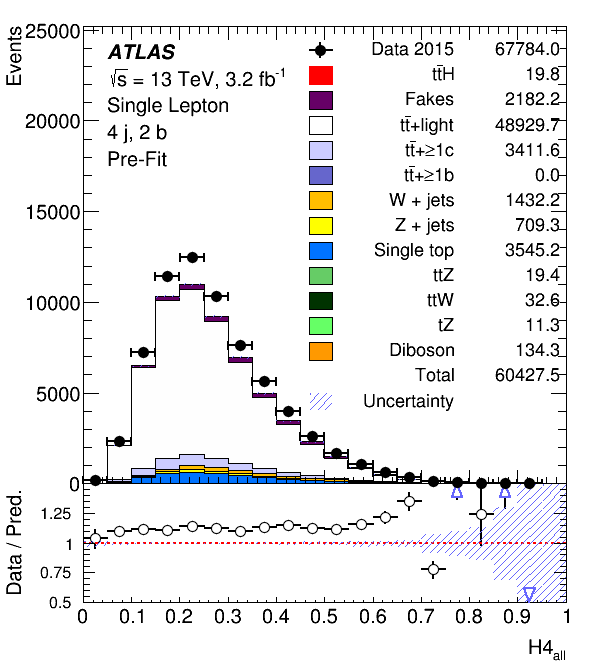 Events
25000
20000
15000
10000
5000
0
ATLAS
√s = 13 TeV, 3.2 fb⁻¹
Single Lepton
4 j, 2 b
Pre-Fit
Data 2015 67784.0
tt̄H 19.8
Fakes 2182.2
tt̄+light 48929.7
tt̄+≥1c 3411.6
tt̄+≥1b 0.0
W + jets 1432.2
Z + jets 709.3
Single top 3545.2
ttZ 19.4
ttW 32.6
tZ 11.3
Diboson 134.3
Total 60427.5
Uncertainty
Data / Pred.
1.25
1
0.75
0.5
0 0.1 0.2 0.3 0.4 0.5 0.6 0.7 0.8 0.9 1
H4all